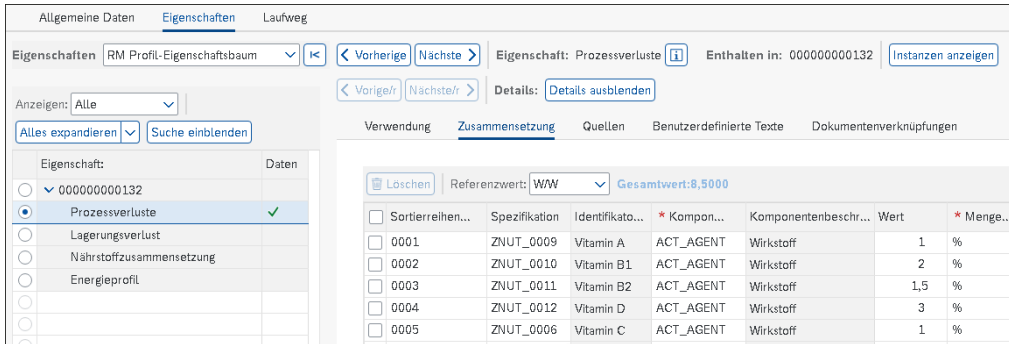 Allgemeine Daten Eigenschaften Laufweg
Eigenschaften RM Profil-Eigenschaftsbaum Vorherige Nächste Eigenschaft: Prozessverluste Enthalten in: 000000000132 Instanzen anzeigen
Vorige/r Nächste/r Details: Details ausblenden
Anzeigen: Alle
Alles expandieren Suche einblenden
Verwendung Zusammensetzung Quellen Benutzerdefinierte Texte Dokumentenverknüpfungen
Eigenschaft: Daten
000000000132
Prozessverluste
Lagerungsverlust
Nährstoffzusammensetzung
Energieprofil
Löschen Referenzwert: W/W Gesamtwert:8,5000
Sortierreihen... Spezifikation Identifikato... * Kompon... Komponentenbeschr... Wert * Menge...
0001 ZNUT_0009 Vitamin A ACT_AGENT Wirkstoff 1 %
0002 ZNUT_0010 Vitamin B1 ACT_AGENT Wirkstoff 2 %
0003 ZNUT_0011 Vitamin B2 ACT_AGENT Wirkstoff 1,5 %
0004 ZNUT_0012 Vitamin D ACT_AGENT Wirkstoff 3 %
0005 ZNUT_0006 Vitamin C ACT_AGENT Wirkstoff 1 %